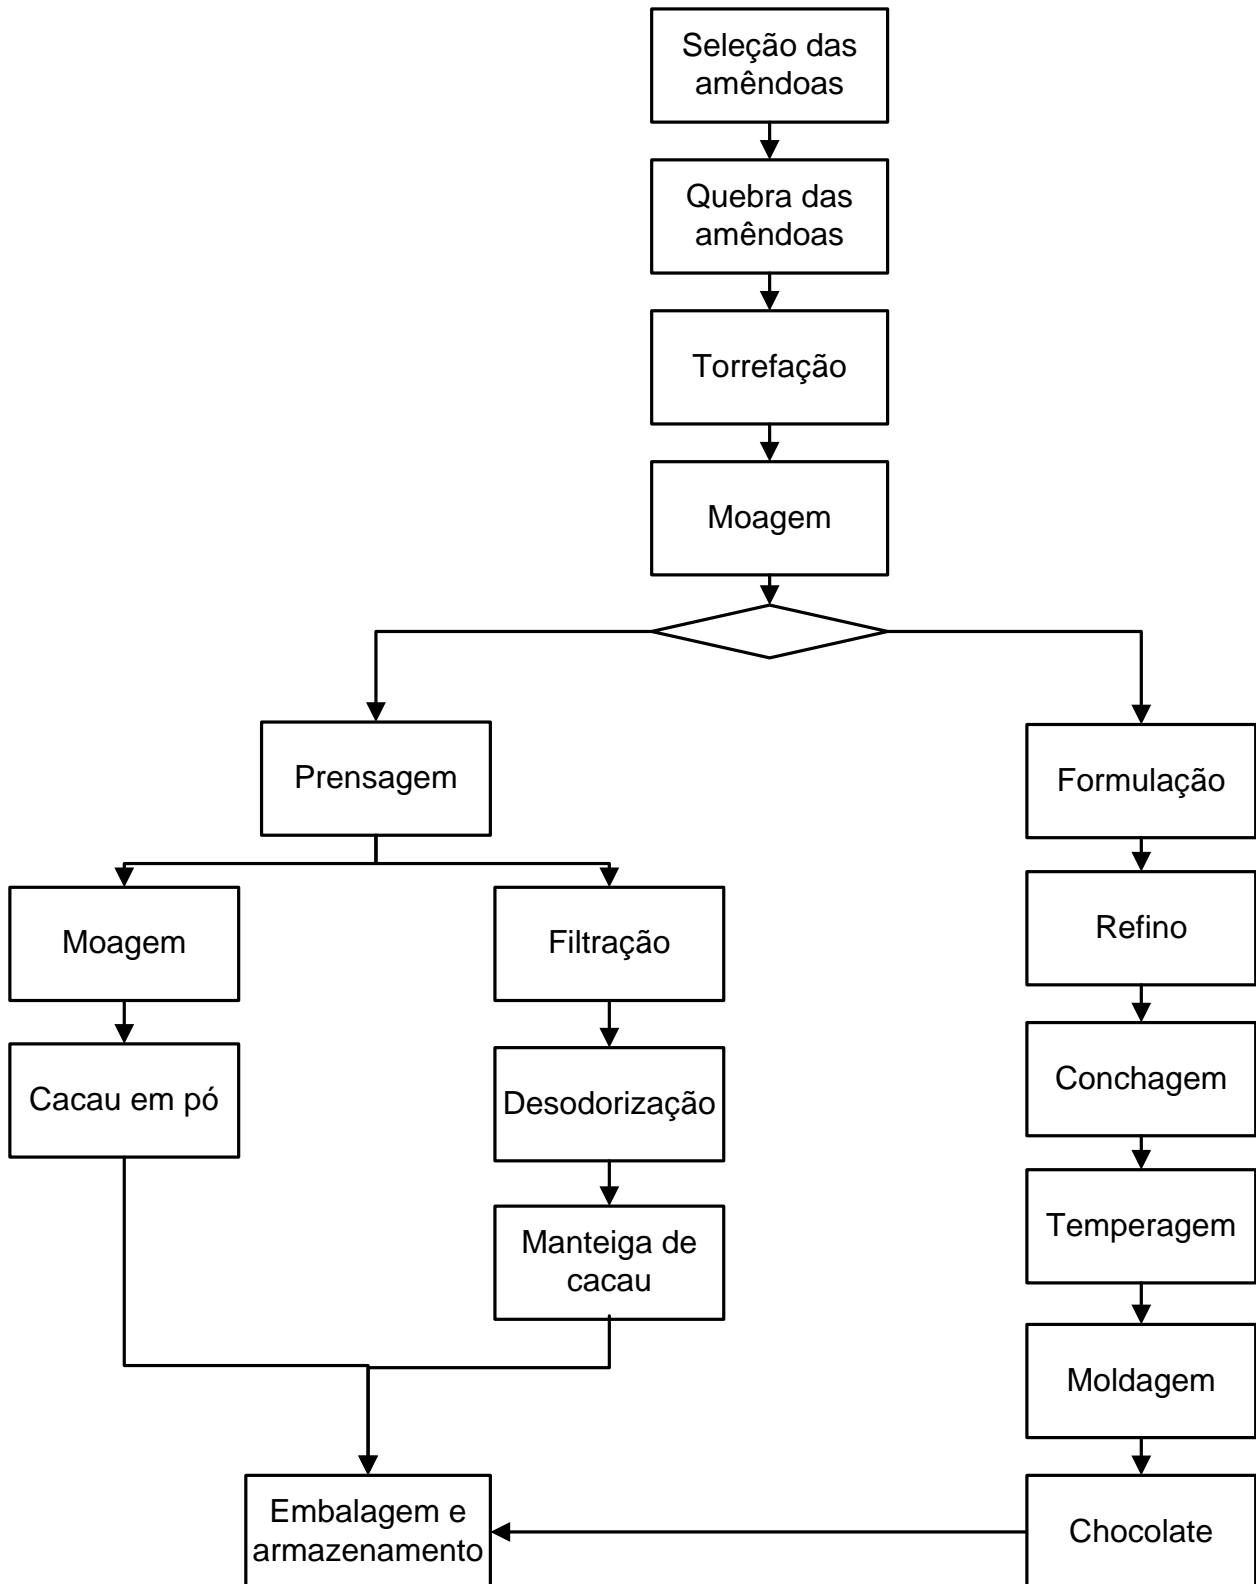 Seleção das
amêndoas
Quebra das
amêndoas
Torrefação
Moagem
Prensagem
Formulação
Moagem
Filtração
Refino
Cacau em pó
Desodorização
Conchagem
Manteiga de
cacau
Temperagem
Moldagem
Embalagem e
armazenamento
Chocolate